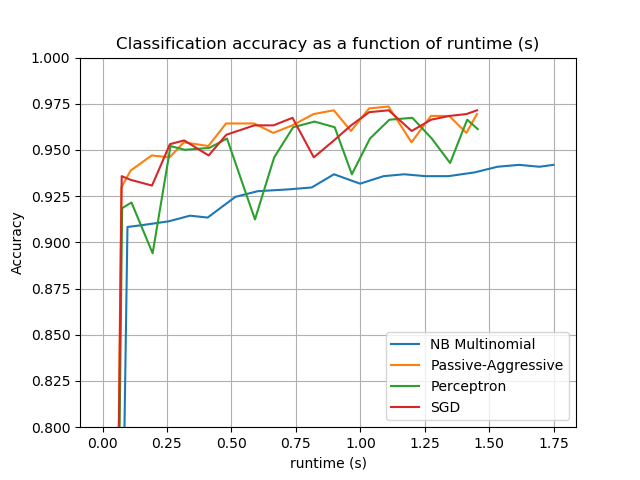 Classification accuracy as a function of runtime (s)
1.000
0.975
0.950
0.925
0.900
0.875
0.850
0.825
0.800
Accuracy
NB Multinomial
Passive-Aggressive
Perceptron
SGD
0.00 0.25 0.50 0.75 1.00 1.25 1.50 1.75
runtime (s)